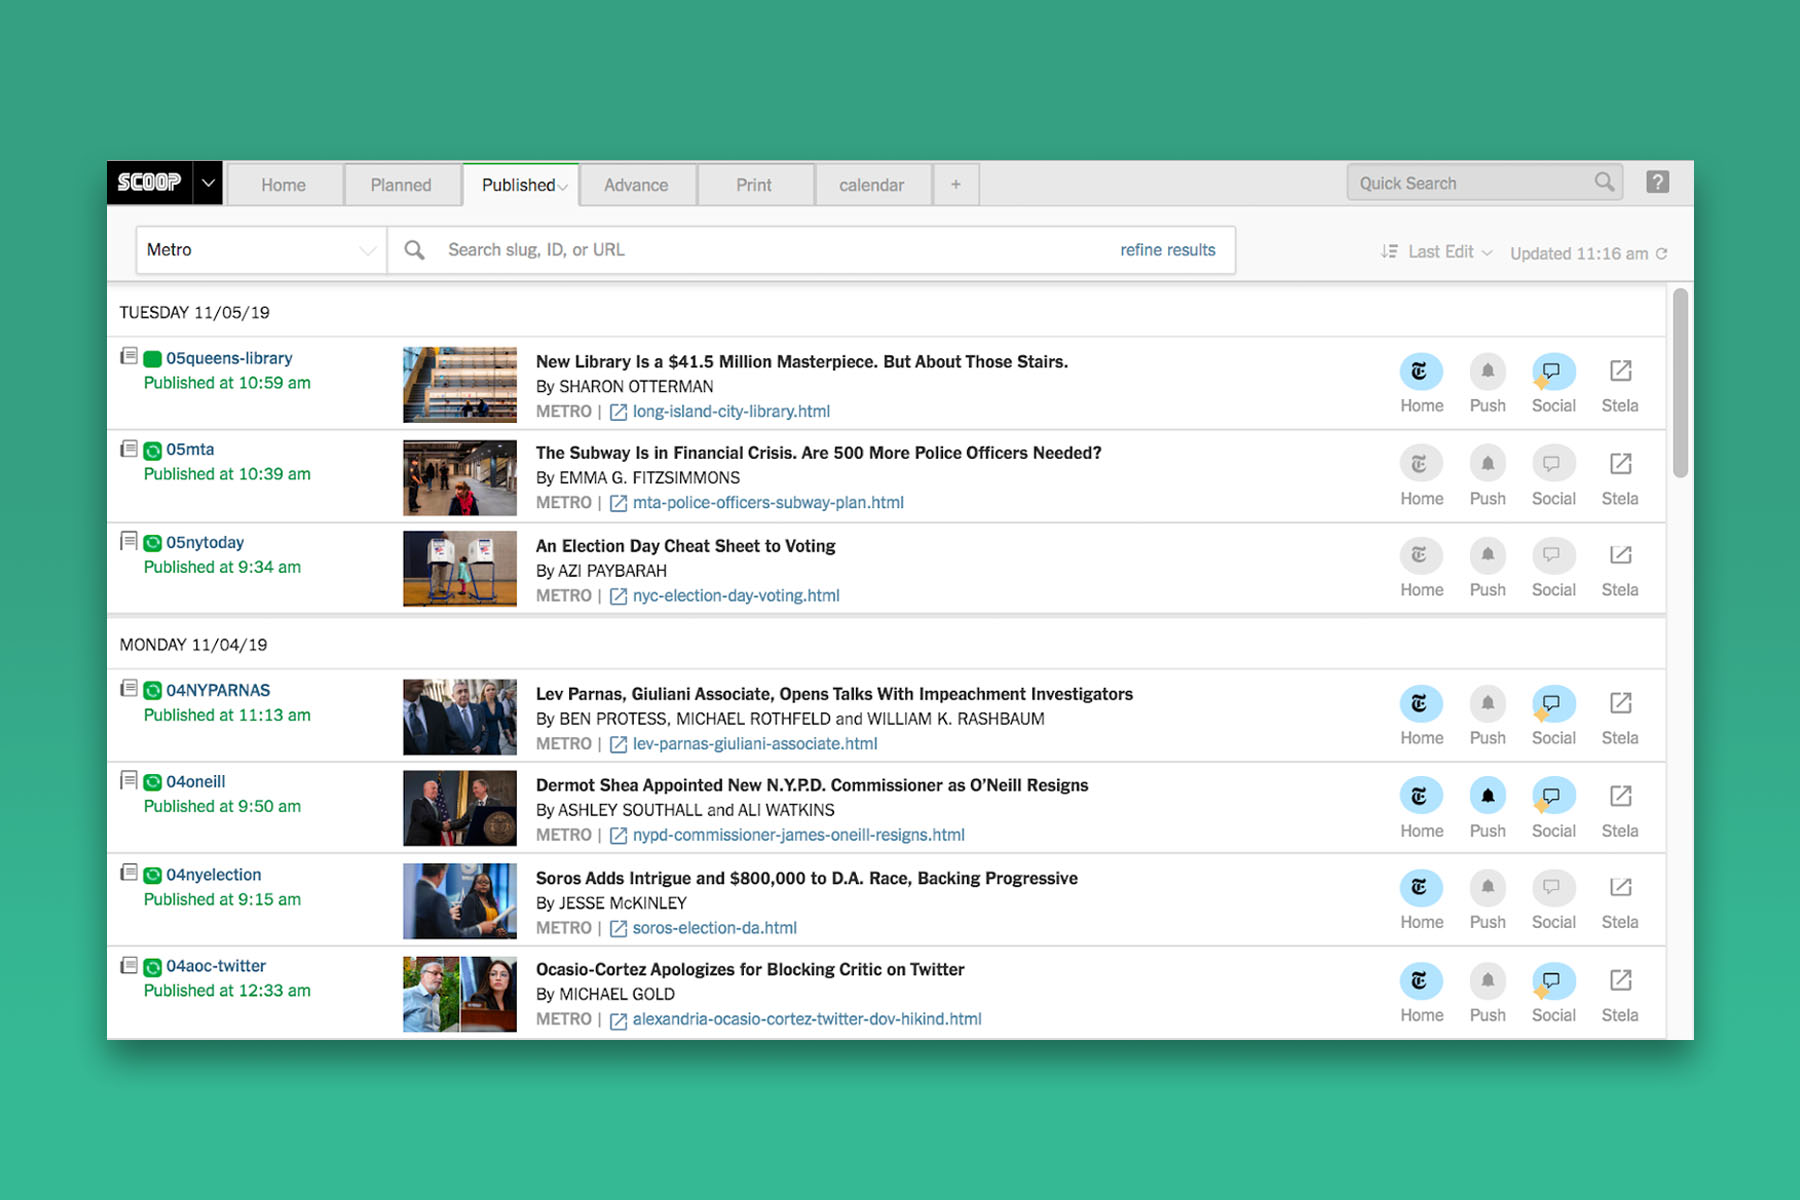 SCOOP
Home
Planned
Published
Advance
Print
calendar
+
Quick Search
?
Metro
Search slug, ID, or URL
refine results
Last Edit
Updated 11:16 am
TUESDAY 11/05/19
05queens-library
Published at 10:59 am
New Library Is a $41.5 Million Masterpiece. But About Those Stairs.
By SHARON OTTERMAN
METRO | long-island-city-library.html
Home Push Social Stela
05mta
Published at 10:39 am
The Subway Is in Financial Crisis. Are 500 More Police Officers Needed?
By EMMA G. FITZSIMMONS
METRO | mta-police-officers-subway-plan.html
Home Push Social Stela
05nytoday
Published at 9:34 am
An Election Day Cheat Sheet to Voting
By AZI PAYBARAH
METRO | nyc-election-day-voting.html
Home Push Social Stela
MONDAY 11/04/19
04NYPARNAS
Published at 11:13 am
Lev Parnas, Giuliani Associate, Opens Talks With Impeachment Investigators
By BEN PROTESS, MICHAEL ROTHFELD and WILLIAM K. RASHBAUM
METRO | lev-parnas-giuliani-associate.html
Home Push Social Stela
04oneill
Published at 9:50 am
Dermot Shea Appointed New N.Y.P.D. Commissioner as O’Neill Resigns
By ASHLEY SOUTHALL and ALI WATKINS
METRO | nypd-commissioner-james-oneill-resigns.html
Home Push Social Stela
04nyelection
Published at 9:15 am
Soros Adds Intrigue and $800,000 to D.A. Race, Backing Progressive
By JESSE McKINLEY
METRO | soros-election-da.html
Home Push Social Stela
04aoc-twitter
Published at 12:33 am
Ocasio-Cortez Apologizes for Blocking Critic on Twitter
By MICHAEL GOLD
METRO | alexandria-ocasio-cortez-twitter-dov-hikind.html
Home Push Social Stela